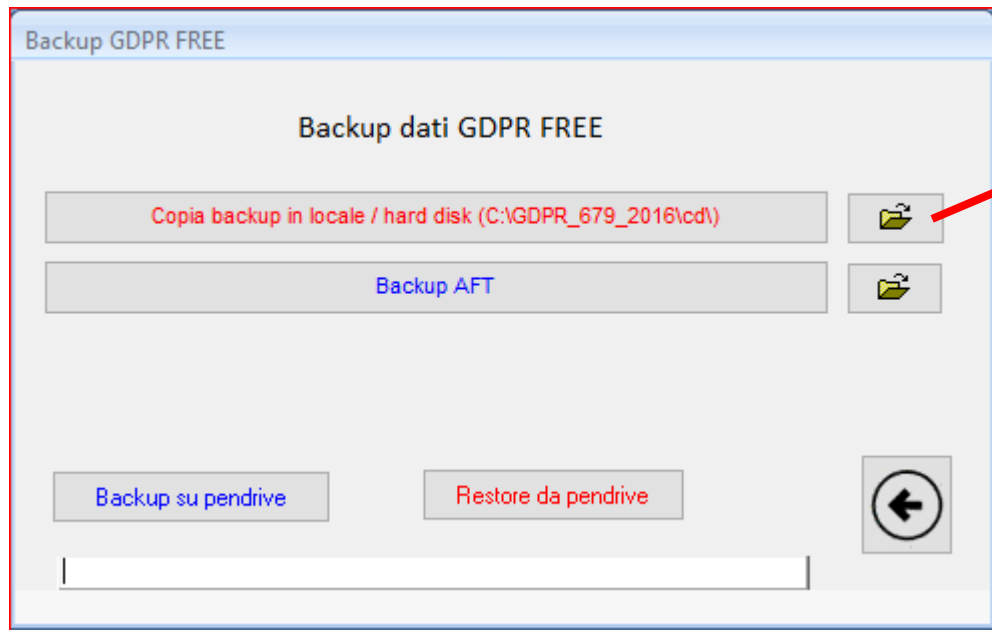 Backup GDPR FREE
Backup dati GDPR FREE
Copia backup in locale / hard disk (C:\GDPR_679_2016\cd\)
Backup AFT
Backup su pendrive
Restore da pendrive